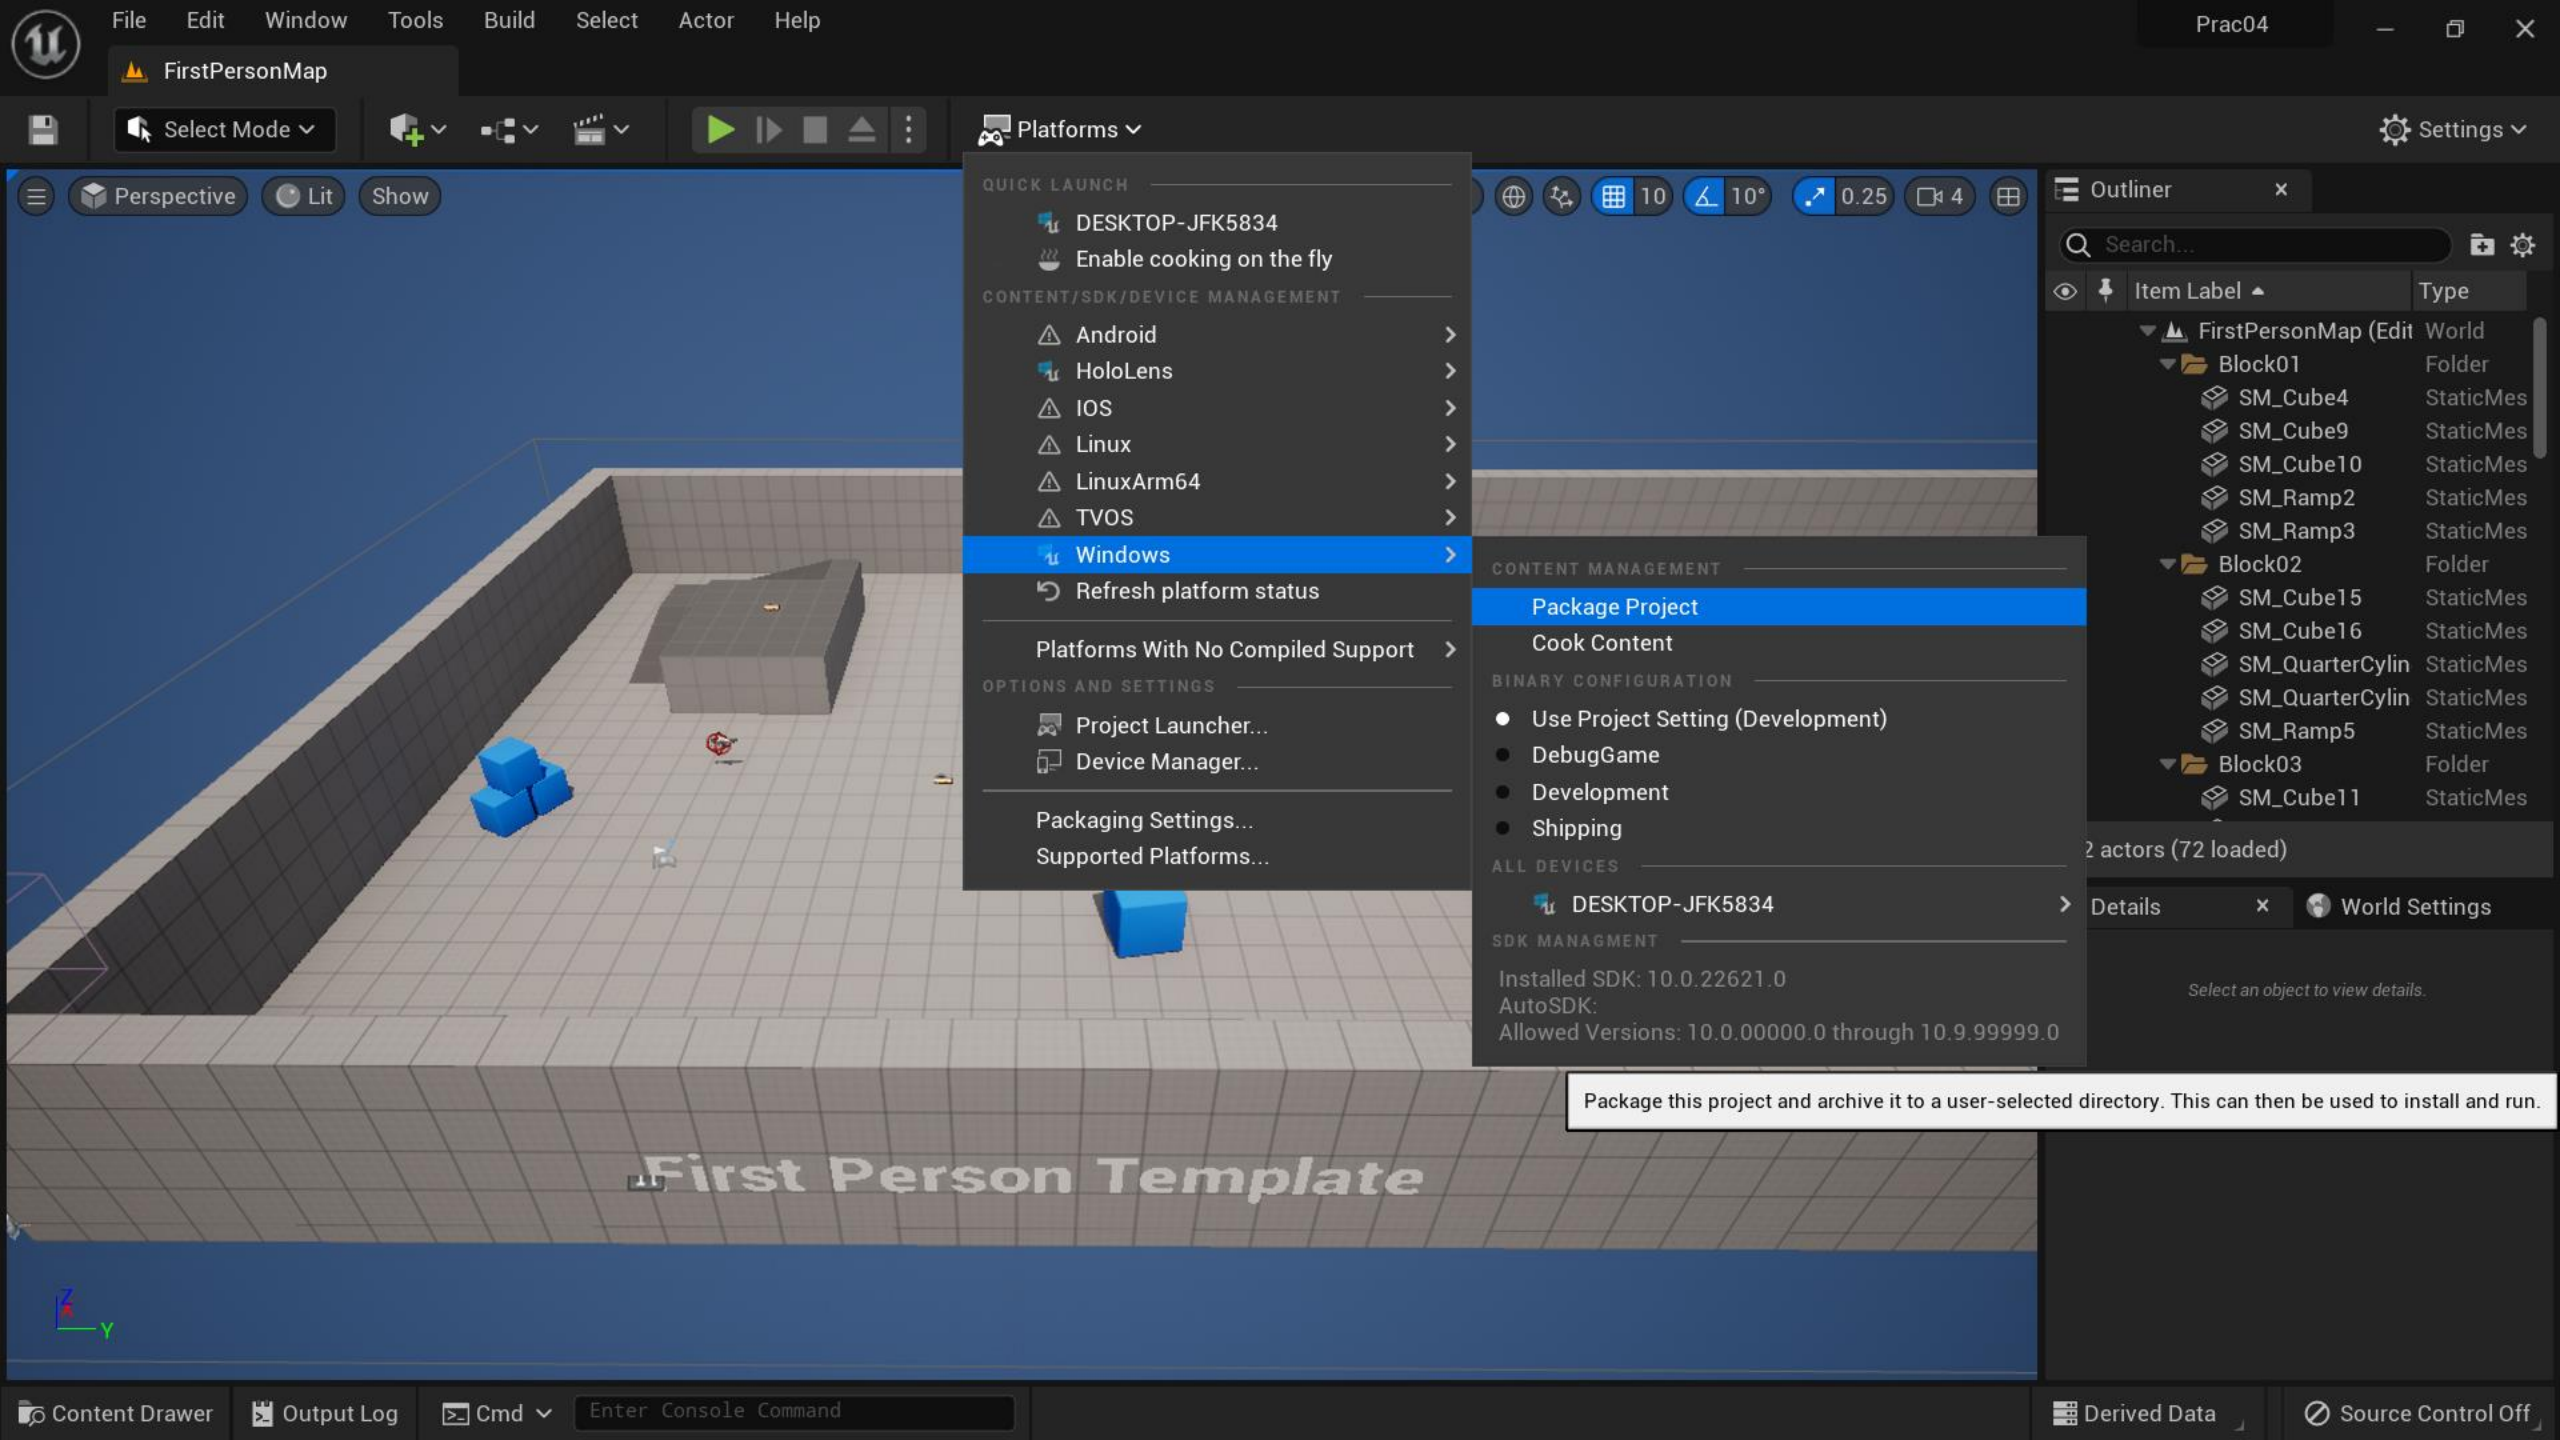 File Edit Window Tools Build Select Actor Help
Prac04
FirstPersonMap
Select Mode
Platforms
Settings
Perspective
Lit
Show
10
10°
0.25
4
QUICK LAUNCH
DESKTOP-JFK5834
Enable cooking on the fly
CONTENT/SDK/DEVICE MANAGEMENT
Android
HoloLens
IOS
Linux
LinuxArm64
TVOS
Windows
Refresh platform status
Platforms With No Compiled Support
OPTIONS AND SETTINGS
Project Launcher...
Device Manager...
Packaging Settings...
Supported Platforms...
CONTENT MANAGEMENT
Package Project
Cook Content
BINARY CONFIGURATION
Use Project Setting (Development)
DebugGame
Development
Shipping
ALL DEVICES
DESKTOP-JFK5834
SDK MANAGMENT
Installed SDK: 10.0.22621.0
AutoSDK:
Allowed Versions: 10.0.00000.0 through 10.9.99999.0
Package this project and archive it to a user-selected directory. This can then be used to install and run.
Outliner
Search...
Item Label Type
FirstPersonMap (Edit World
Block01 Folder
SM_Cube4 StaticMes
SM_Cube9 StaticMes
SM_Cube10 StaticMes
SM_Ramp2 StaticMes
SM_Ramp3 StaticMes
Block02 Folder
SM_Cube15 StaticMes
SM_Cube16 StaticMes
SM_QuarterCylin StaticMes
SM_QuarterCylin StaticMes
SM_Ramp5 StaticMes
Block03 Folder
SM_Cube11 StaticMes
2 actors (72 loaded)
Details
World Settings
Select an object to view details.
First Person Template
Z
X
Y
Content Drawer
Output Log
Cmd
Enter Console Command
Derived Data
Source Control Off